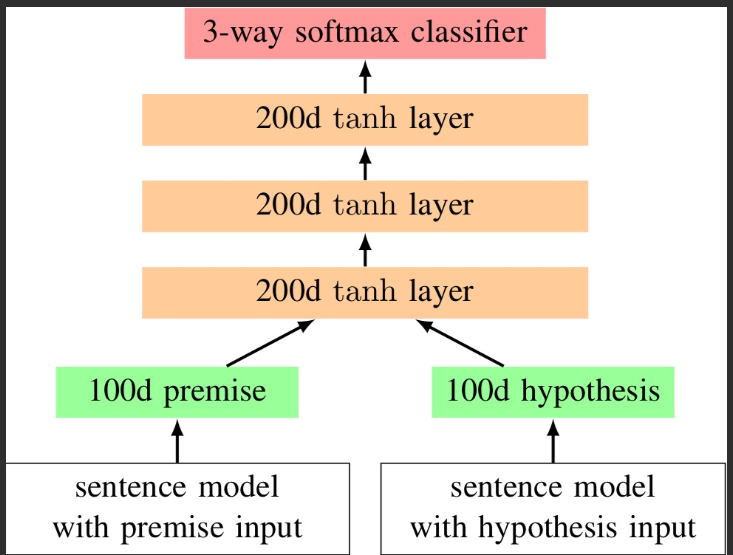 3-way softmax classifier
200d tanh layer
200d tanh layer
200d tanh layer
100d premise
100d hypothesis
sentence model
with premise input
sentence model
with hypothesis input